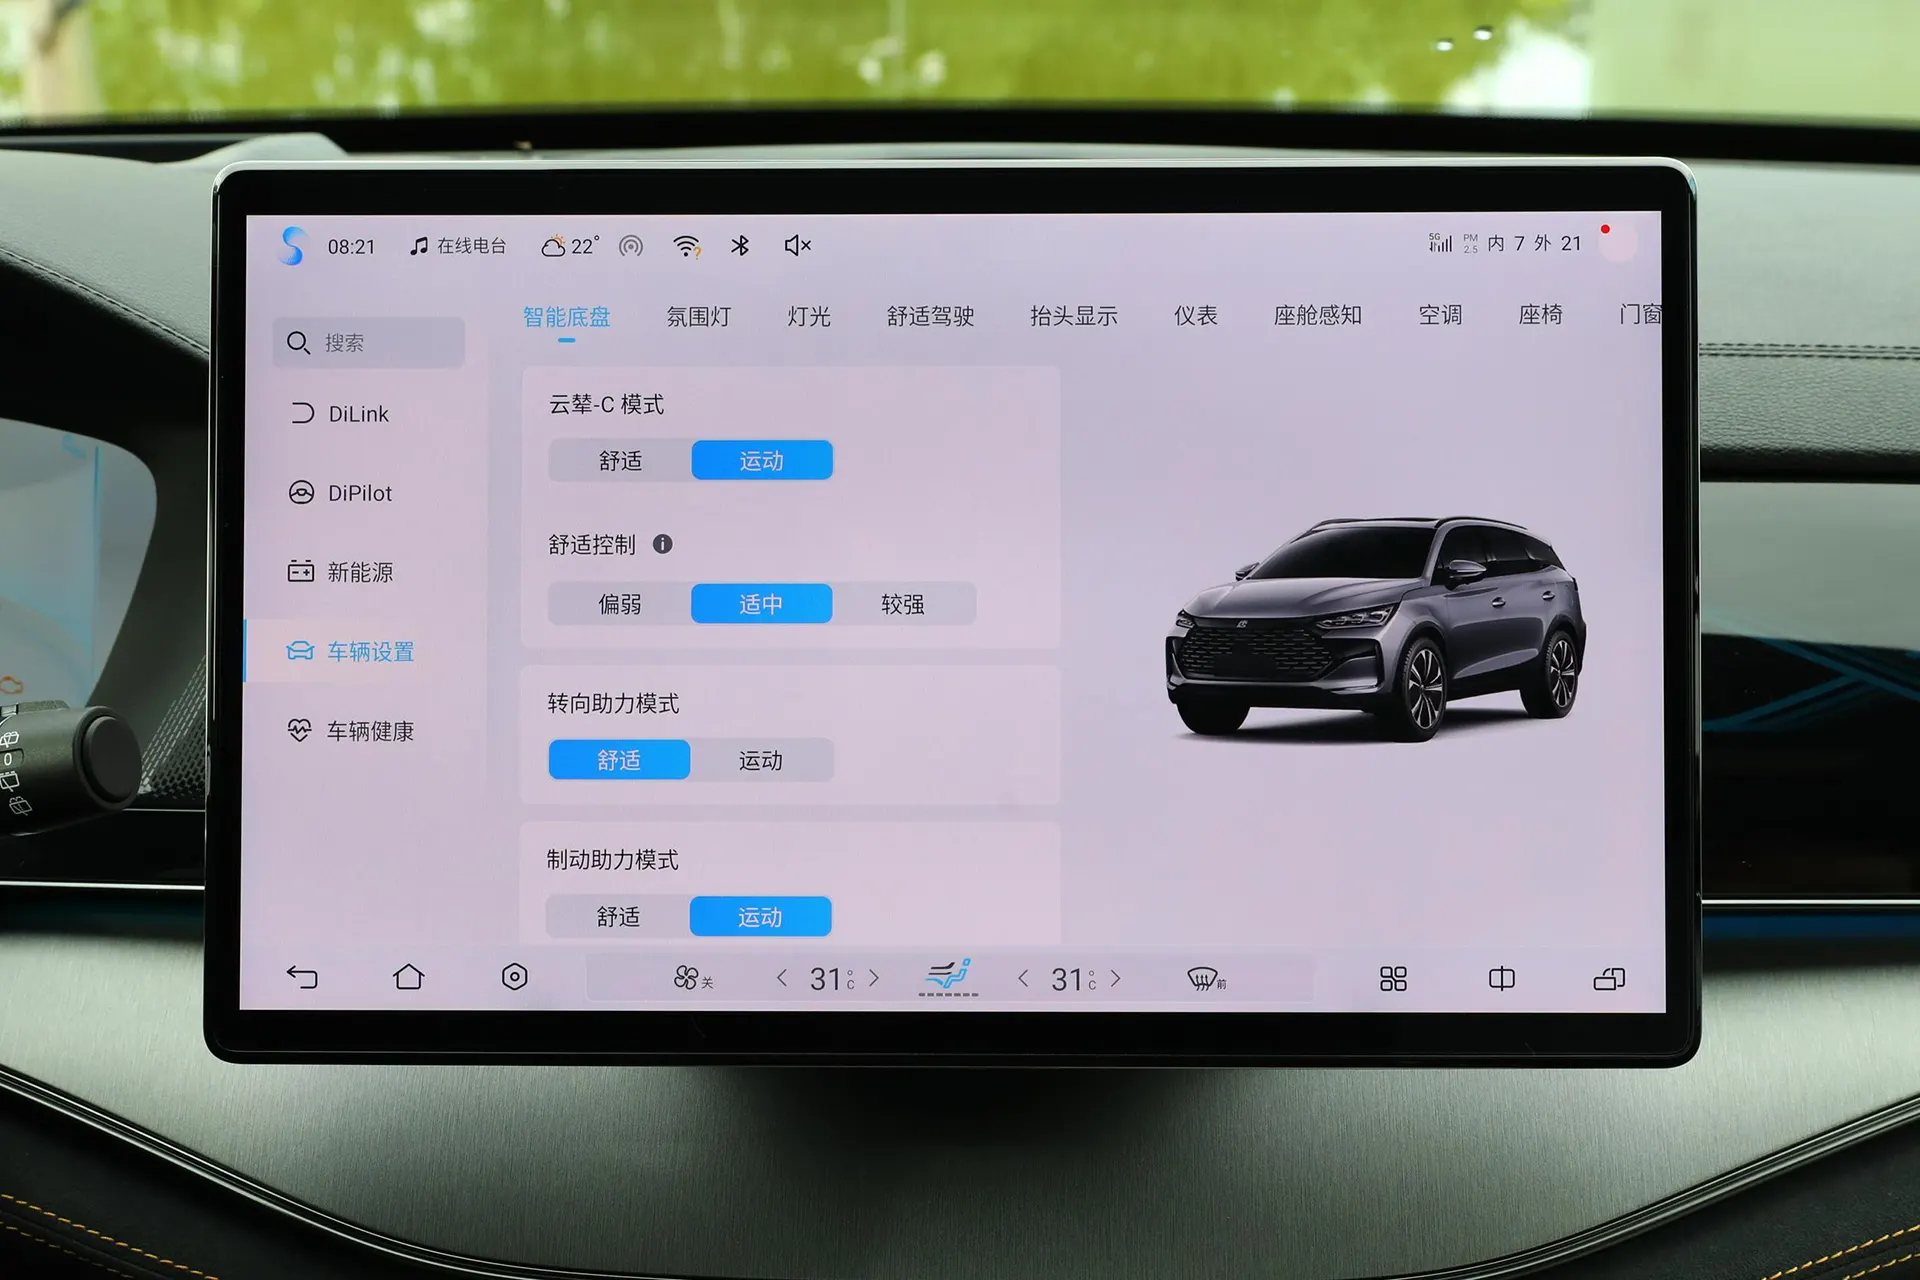 08:21 在线电台 22° 5G PM 2.5 内 7 外 21
搜索
DiLink
DiPilot
新能源
车辆设置
车辆健康
智能底盘 氛围灯 灯光 舒适驾驶 抬头显示 仪表 座舱感知 空调 座椅 门窗
云辇-C 模式
舒适 运动
舒适控制
偏弱 适中 较强
转向助力模式
舒适 运动
制动助力模式
舒适 运动
关 31°C 31°C 前
0